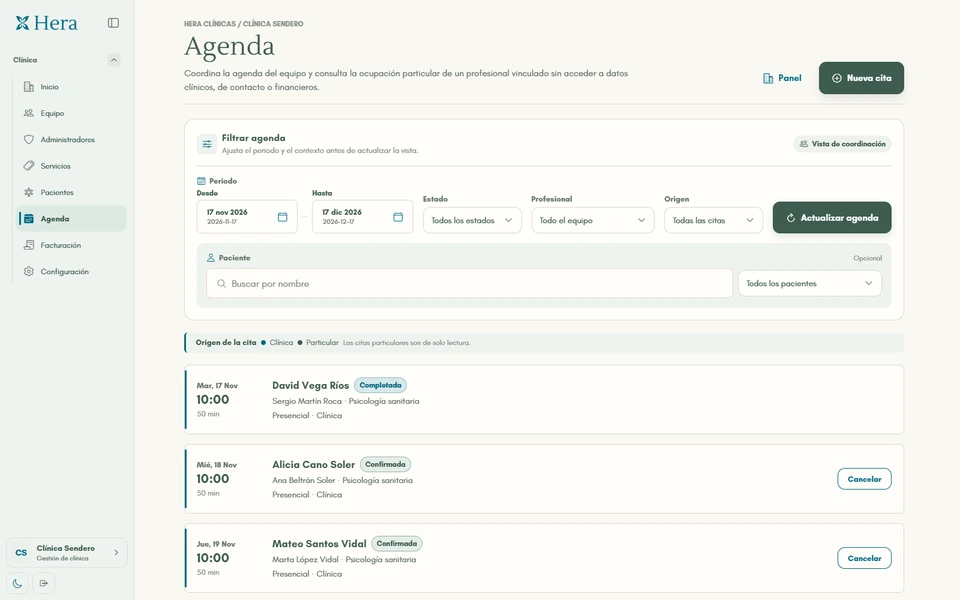 Hera
Clínica
Inicio
Equipo
Administradores
Servicios
Pacientes
Agenda
Facturación
Configuración
CS
Clínica Sendero
Gestión de clínica
HERA CLÍNICAS / CLÍNICA SENDERO
Agenda
Coordina la agenda del equipo y consulta la ocupación particular de un profesional vinculado sin acceder a datos
clínicos, de contacto o financieros.
Panel
Nueva cita
Filtrar agenda
Ajusta el periodo y el contexto antes de actualizar la vista.
Vista de coordinación
Periodo
Desde
17 nov 2026
2026-11-17
Hasta
17 dic 2026
2026-12-17
Estado
Todos los estados
Profesional
Todo el equipo
Origen
Todas las citas
Actualizar agenda
Paciente
Opcional
Buscar por nombre
Todos los pacientes
Origen de la cita Clínica Particular Las citas particulares son de solo lectura.
Mar, 17 Nov
10:00
50 min
David Vega Ríos Completada
Sergio Martín Roca · Psicología sanitaria
Presencial · Clínica
Mié, 18 Nov
10:00
50 min
Alicia Cano Soler Confirmada
Ana Beltrán Soler · Psicología sanitaria
Presencial · Clínica
Cancelar
Jue, 19 Nov
10:00
50 min
Mateo Santos Vidal Confirmada
Marta López Vidal · Psicología sanitaria
Presencial · Clínica
Cancelar